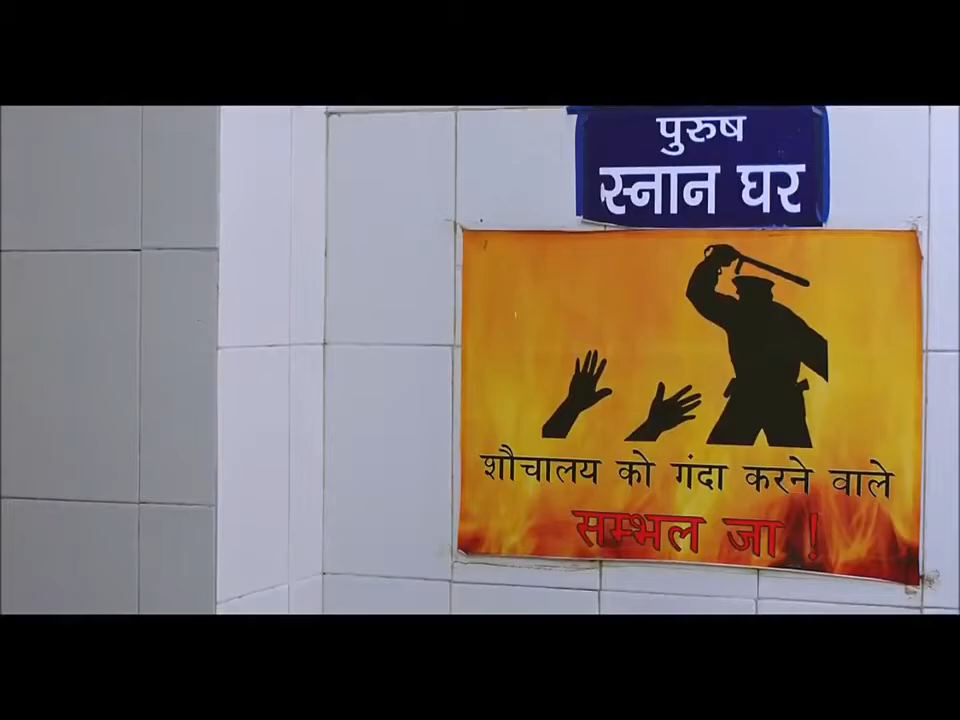 पुरुष
स्नान घर
शौचालय को गंदा करने वाले
सम्भल जा !